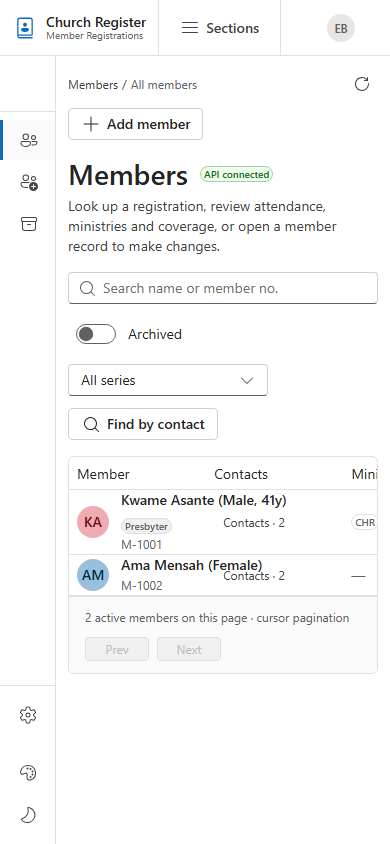 Church Register
Member Registrations
Sections
EB
Members / All members
Add member
Members
API connected
Look up a registration, review attendance,
ministries and coverage, or open a member
record to make changes.
Search name or member no.
Archived
All series
Find by contact
Member Contacts Mini
KA
Kwame Asante (Male, 41y)
Presbyter
M-1001
Contacts · 2
CHR
AM
Ama Mensah (Female)
M-1002
Contacts · 2
—
2 active members on this page · cursor pagination
Prev Next